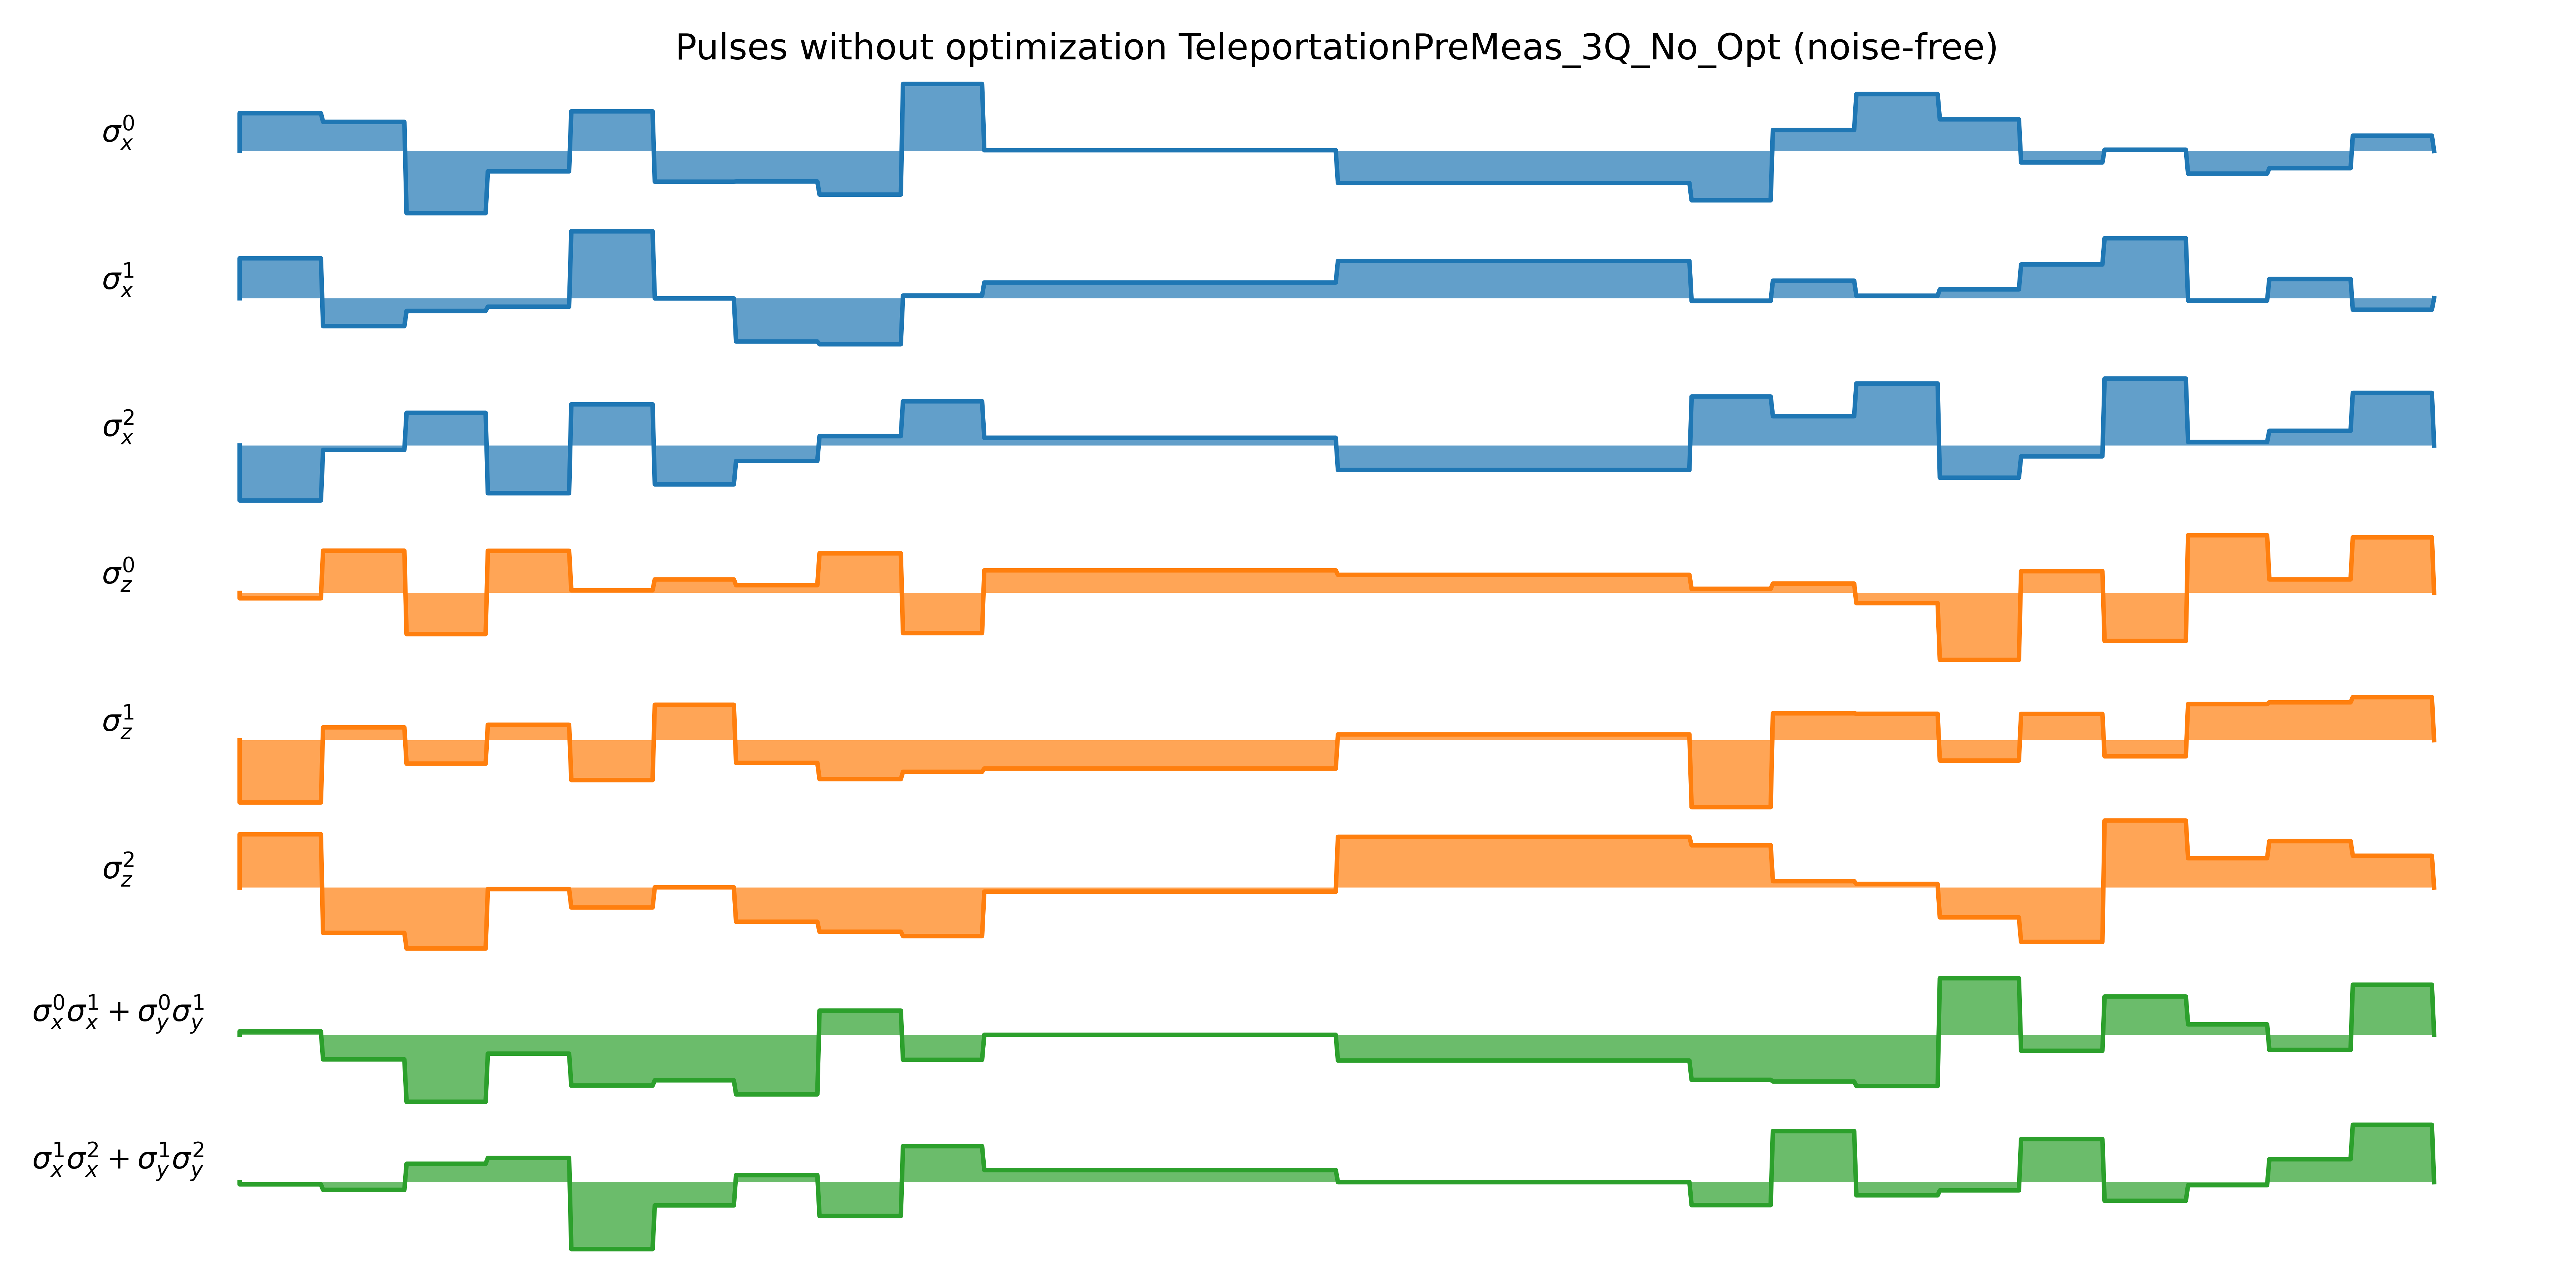 Pulses without optimization TeleportationPreMeas_3Q_No_Opt (noise-free)
σ_x^0
σ_x^1
σ_x^2
σ_z^0
σ_z^1
σ_z^2
σ_x^0σ_x^1 + σ_y^0σ_y^1
σ_x^1σ_x^2 + σ_y^1σ_y^2